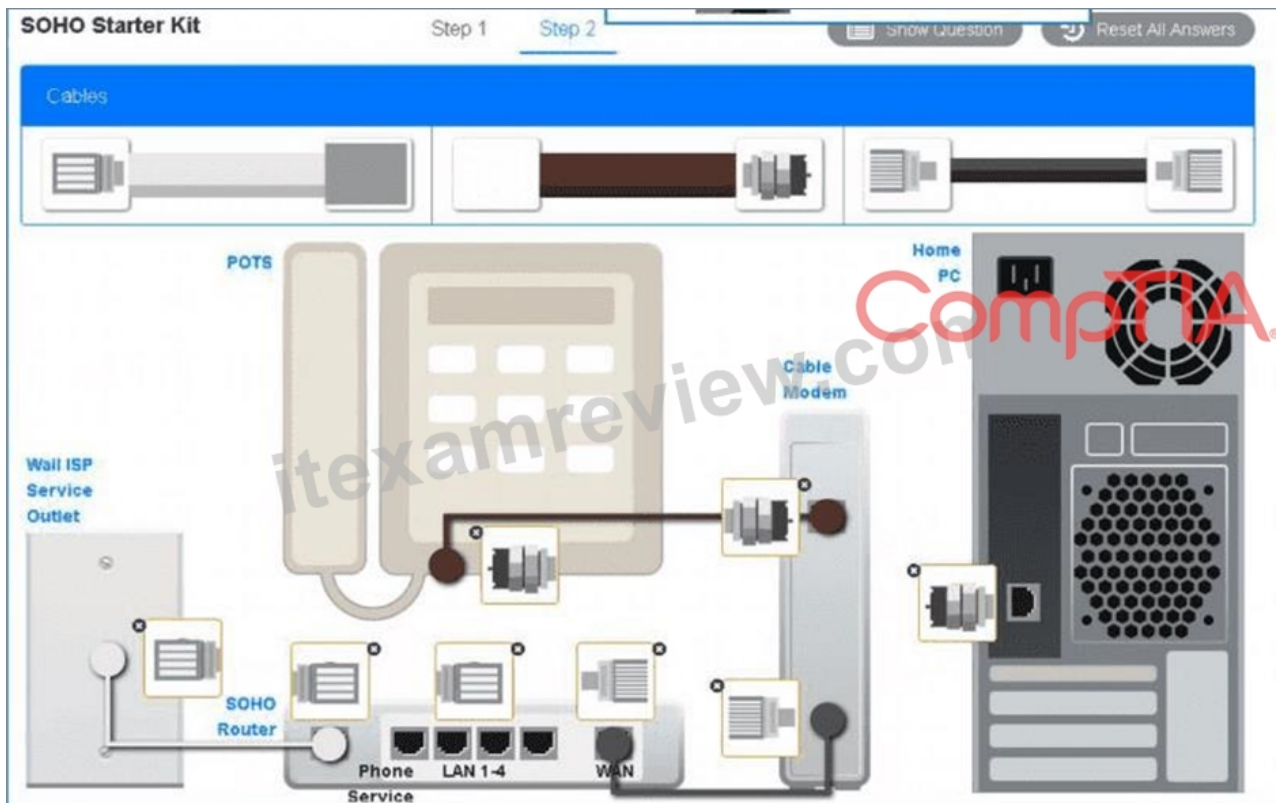 SOHO Starter Kit
Step 1
Step 2
Show Question
Reset All Answers
Cables
POTS
Home
PC
CompTIA
Cable
Modem
itexamreview.com
Wall ISP
Service
Outlet
SOHO
Router
Phone
Service
LAN 1-4
WAN